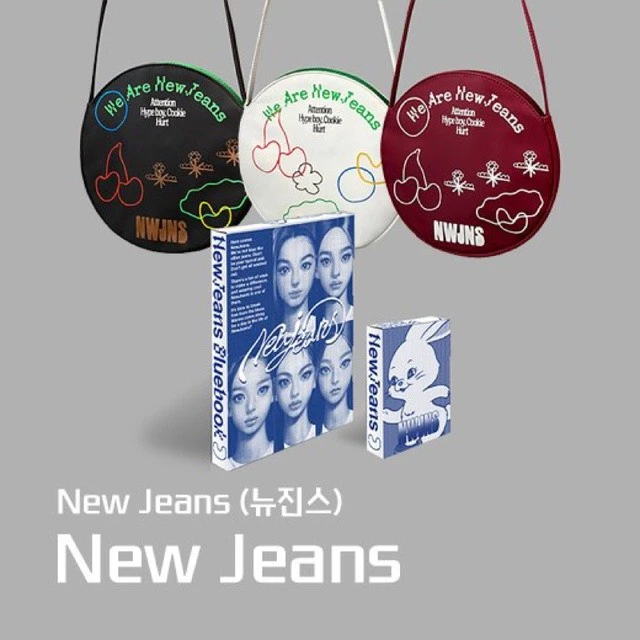 We Are NewJeans
Attention
Hype boy, Cookie
Hurt
NWJNS
We Are NewJeans
Attention
Hype boy, Cookie
Hurt
We Are NewJeans
Attention
Hype boy, Cookie
Hurt
NWJNS
NewJeans Bluebook
NewJeans
NewJeans
NWJNS
New Jeans (뉴진스)
New Jeans